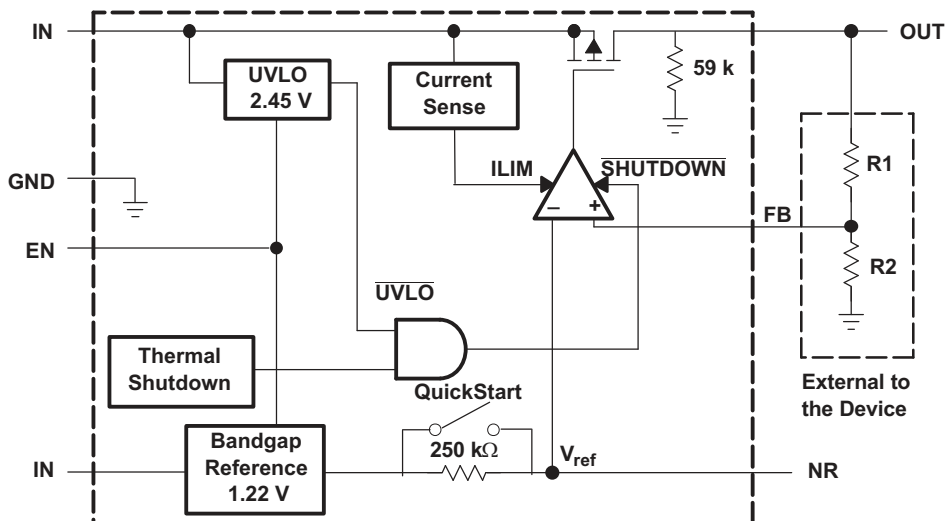 IN
OUT
UVLO
2.45 V
Current
Sense
59 k
GND
ILIM
SHUTDOWN
R1
− +
FB
EN
R2
UVLO
Thermal
Shutdown
QuickStart
External to
the Device
Bandgap
Reference
1.22 V
250 kΩ
Vref
IN
NR